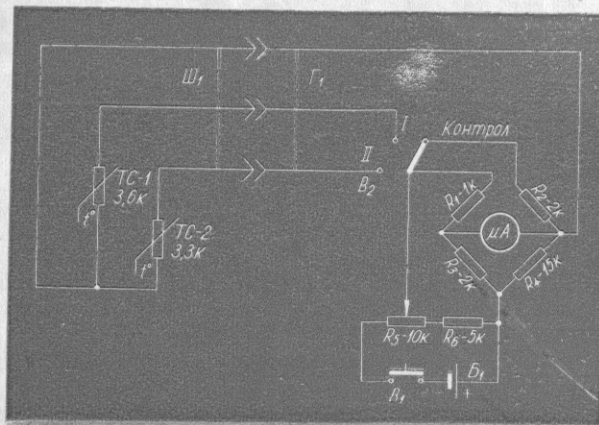 Ш₁
Г₁
I
Контрол
II
В₂
ТС-1
3,6к
t°
ТС-2
3,3к
t°
R₁-1к
R₂-2к
μA
R₃-2к
R₄-15к
R₅-10к
R₆-5к
В₁
Б₁
+